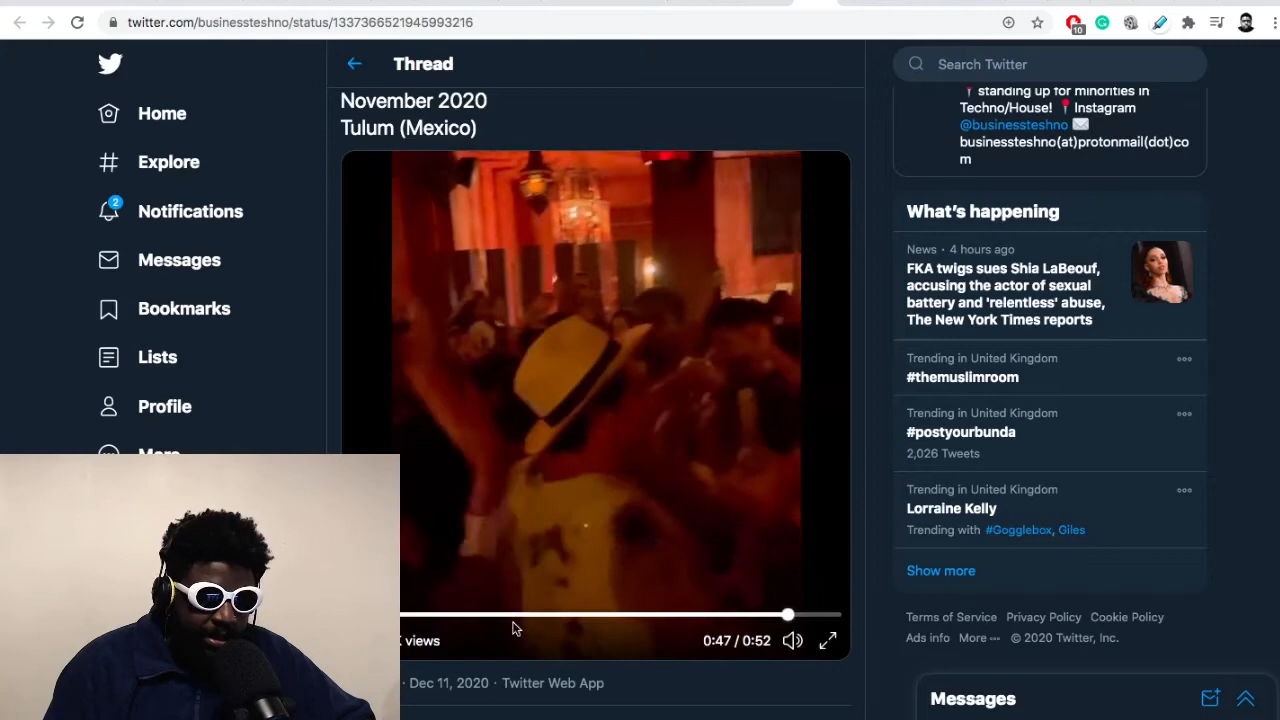 twitter.com/businessteshno/status/1337366521945993216
10
Home
Explore
2
Notifications
Messages
Bookmarks
Lists
Profile
More
Thread
November 2020
Tulum (Mexico)
views
0:47 / 0:52
· Dec 11, 2020 · Twitter Web App
Search Twitter
standing up for minorities in
Techno/House! 📍Instagram
@businessteshno ✉️
businessteshno(at)protonmail(dot)co
m
What's happening
News · 4 hours ago
FKA twigs sues Shia LaBeouf,
accusing the actor of sexual
battery and 'relentless' abuse,
The New York Times reports
Trending in United Kingdom
#themuslimroom
Trending in United Kingdom
#postyourbunda
2,026 Tweets
Trending in United Kingdom
Lorraine Kelly
Trending with #Gogglebox, Giles
Show more
Terms of Service Privacy Policy Cookie Policy
Ads info More ··· © 2020 Twitter, Inc.
Messages